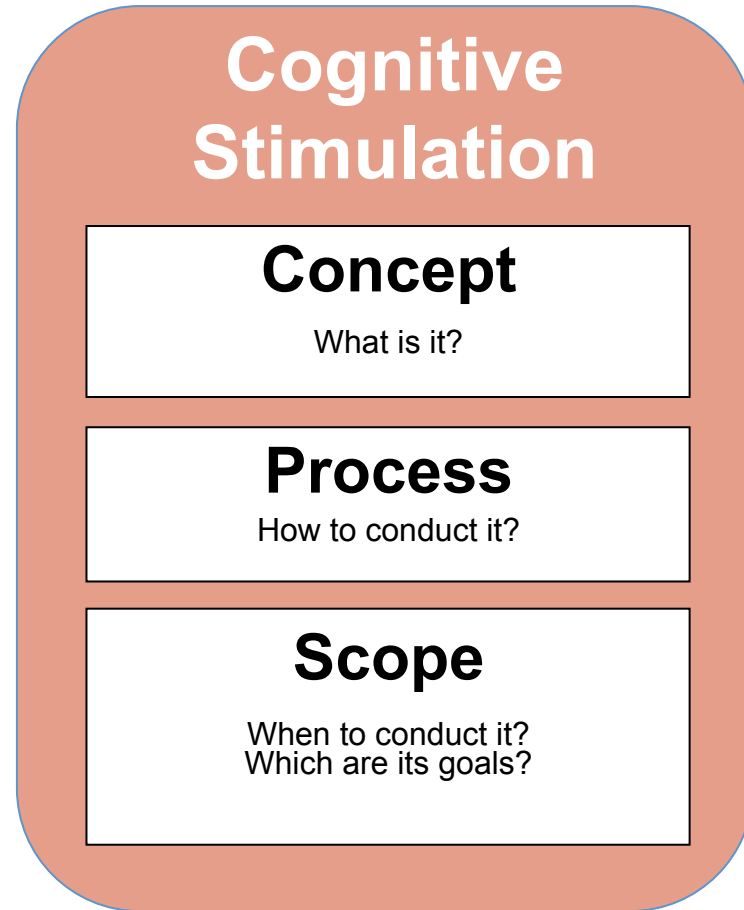 Cognitive
Stimulation
Concept
What is it?
Process
How to conduct it?
Scope
When to conduct it?
Which are its goals?